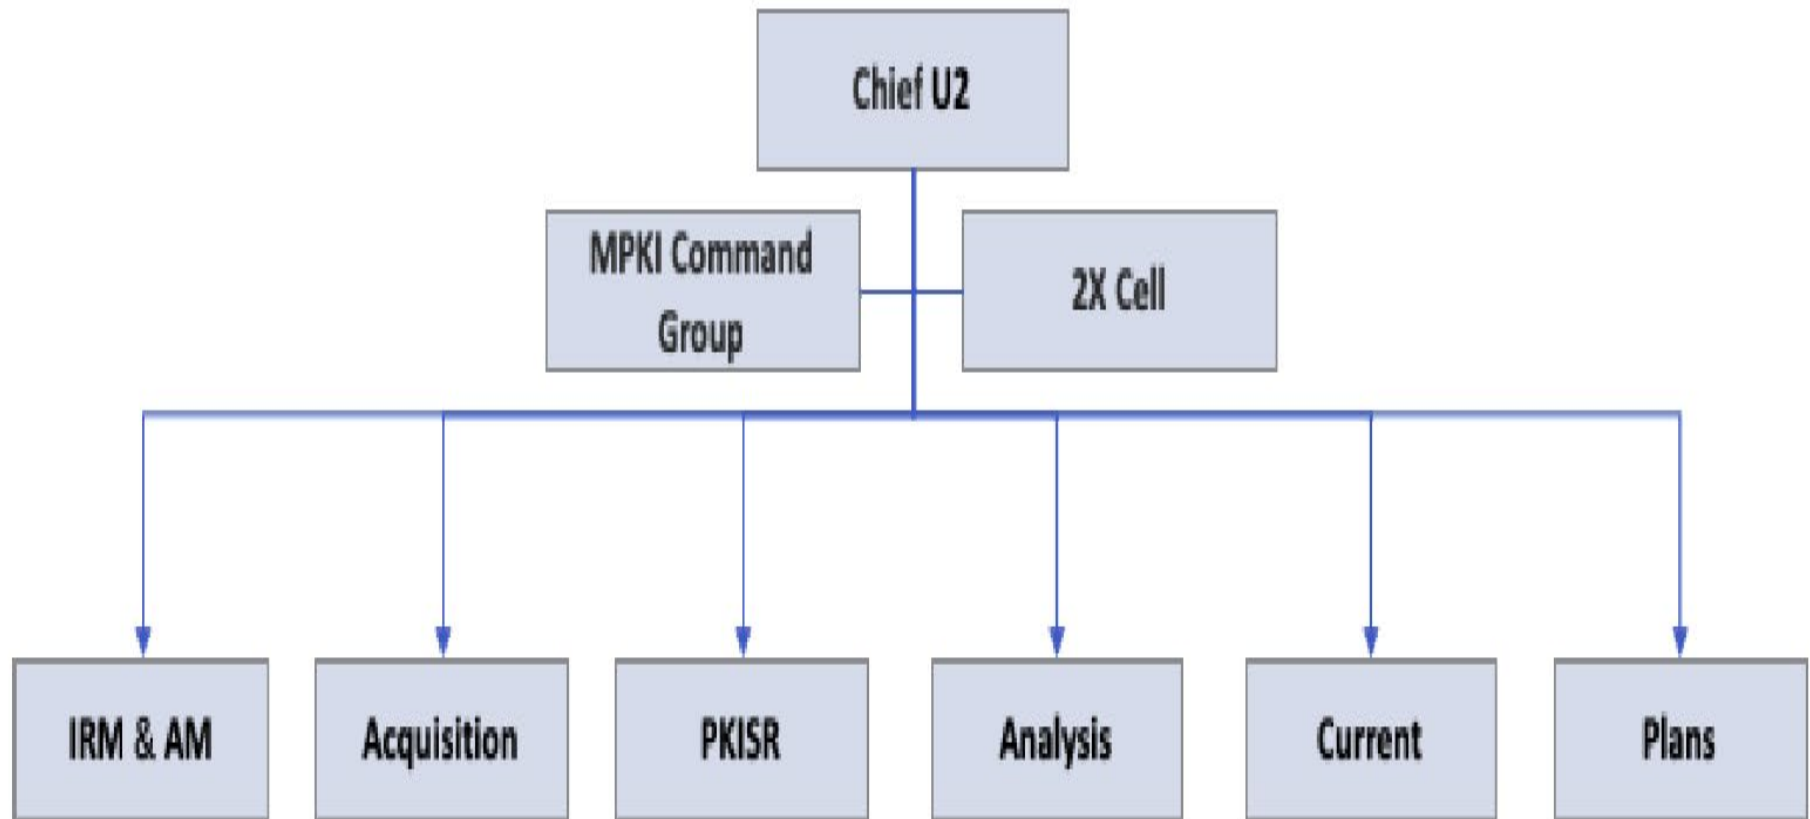 Chief U2
MPKI Command
Group
2X Cell
IRM & AM
Acquisition
PKISR
Analysis
Current
Plans